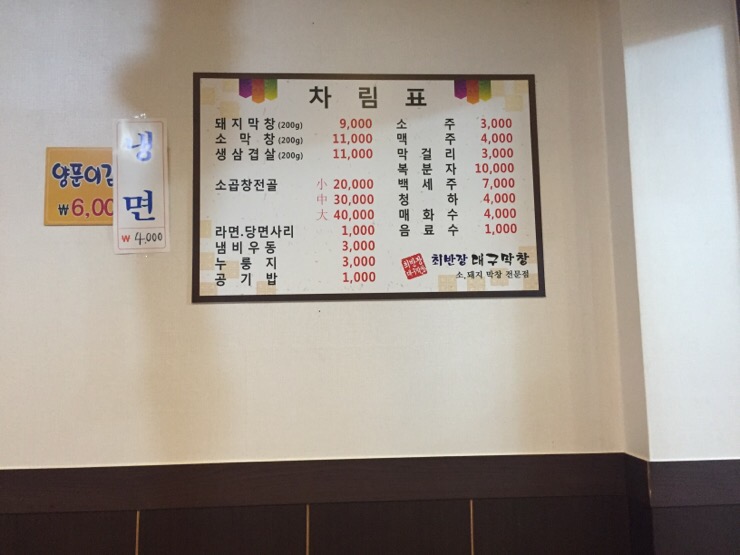 차림표
돼지막창(200g) 9,000
소막창(200g) 11,000
생삼겹살(200g) 11,000
소곱창전골 小 20,000
中 30,000
大 40,000
라면.당면사리 1,000
냄비우동 3,000
누룽지 3,000
공기밥 1,000
소주 3,000
맥주 4,000
막걸리 3,000
복분자 10,000
백세주 7,000
청하 4,000
매화수 4,000
음료수 1,000
최반장 대구막창
소.돼지 막창 전문점
양푼이
₩6,00
냉면
₩ 4,000